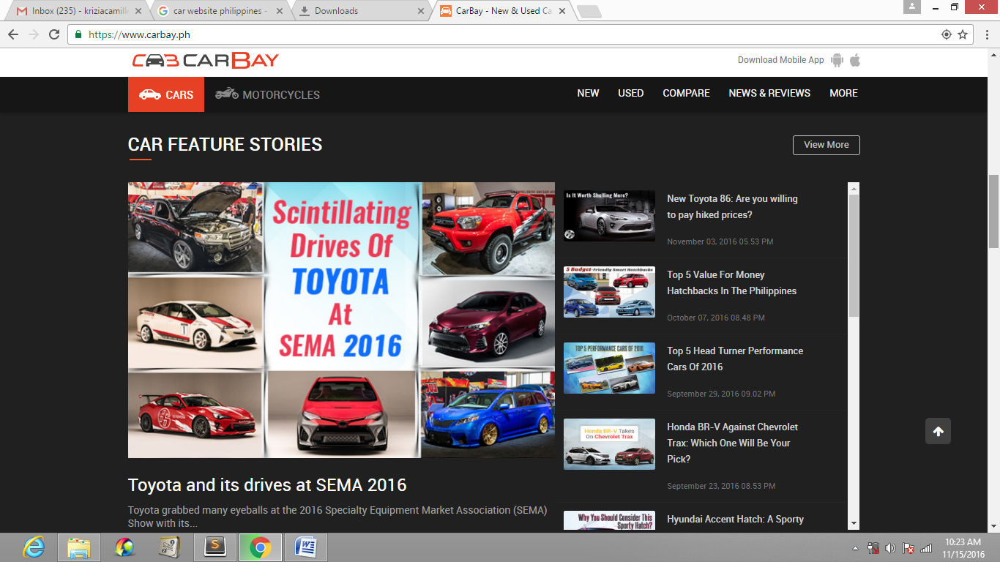 Inbox (235) - kriziacamill
car website philippines -
Downloads
CarBay - New & Used Ca
https://www.carbay.ph
CARBAY
Download Mobile App
CARS
MOTORCYCLES
NEW
USED
COMPARE
NEWS & REVIEWS
MORE
CAR FEATURE STORIES
View More
Scintillating
Drives Of
TOYOTA
At
SEMA 2016
Toyota and its drives at SEMA 2016
Toyota grabbed many eyeballs at the 2016 Specialty Equipment Market Association (SEMA)
Show with its...
Is It Worth Shelling More?
New Toyota 86: Are you willing
to pay hiked prices?
November 03, 2016 05.53 PM
5 Budget-Friendly Smart Hatchbacks
Top 5 Value For Money
Hatchbacks In The Philippines
October 07, 2016 08.48 PM
TOP 5 PERFORMANCE CARS OF 2016
Top 5 Head Turner Performance
Cars Of 2016
September 29, 2016 09.02 PM
Honda BR-V Takes
On Chevrolet Trax
Honda BR-V Against Chevrolet
Trax: Which One Will Be Your
Pick?
September 23, 2016 08.53 PM
Why You Should Consider This
Sporty Hatch?
Hyundai Accent Hatch: A Sporty
10:23 AM
11/15/2016